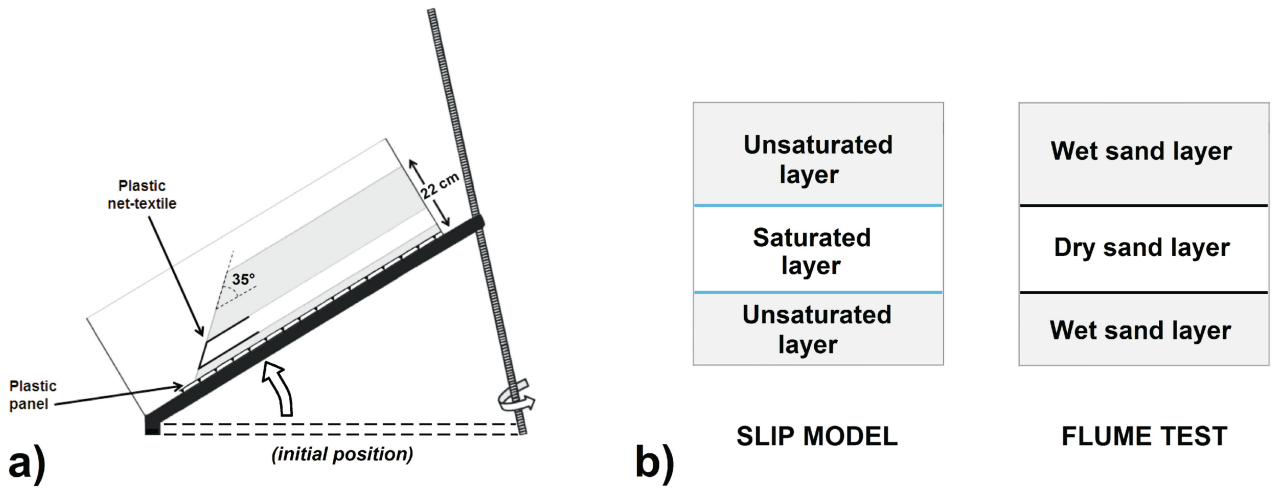 Plastic
net-textile
22 cm
35°
Plastic
panel
(initial position)
a)
Unsaturated
layer
Saturated
layer
Unsaturated
layer
SLIP MODEL
Wet sand layer
Dry sand layer
Wet sand layer
FLUME TEST
b)